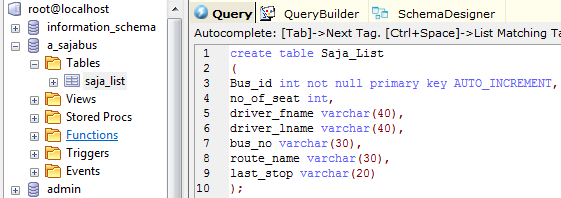 root@localhost
information_schema
a_sajabus
Tables
saja_list
Views
Stored Procs
Functions
Triggers
Events
admin
Query QueryBuilder SchemaDesigner
Autocomplete: [Tab]->Next Tag. [Ctrl+Space]->List Matching Ta
1 create table Saja_List
2 (
3 Bus_id int not null primary key AUTO_INCREMENT,
4 no_of_seat int,
5 driver_fname varchar(40),
6 driver_lname varchar(40),
7 bus_no varchar(30),
8 route_name varchar(30),
9 last_stop varchar(20)
10 );